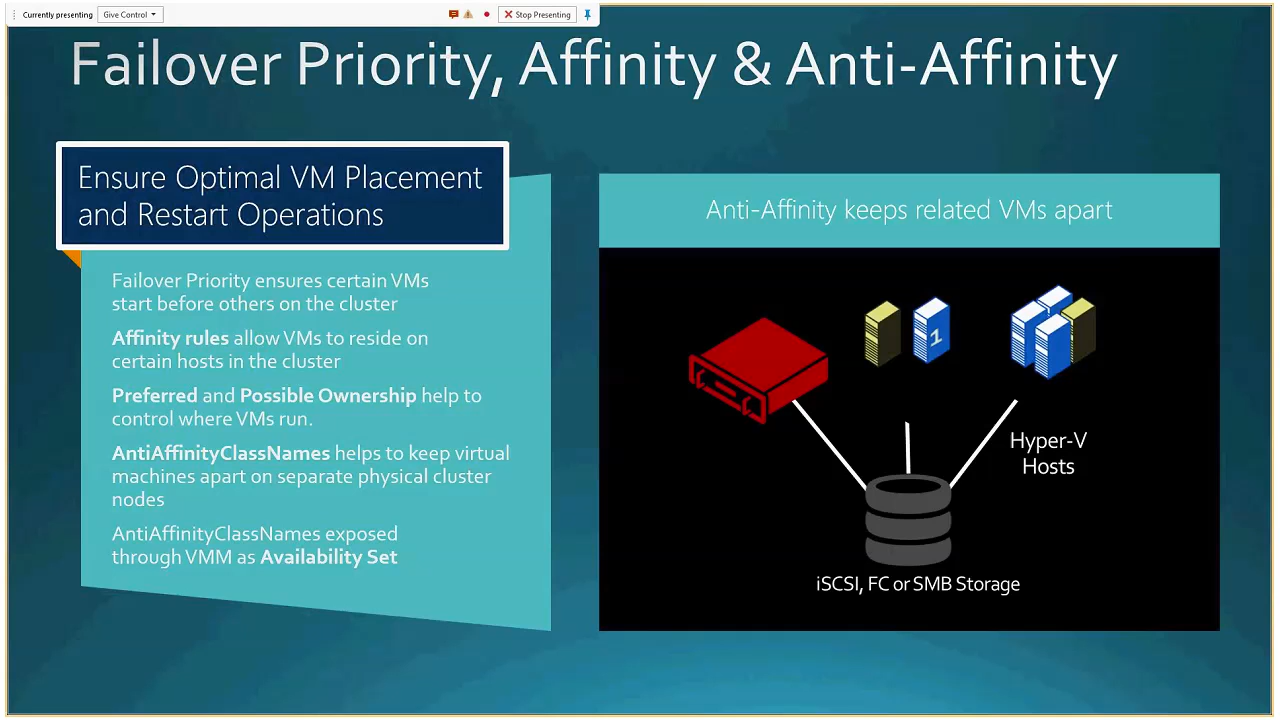 Currently presenting
Give Control
Stop Presenting
Failover Priority, Affinity & Anti-Affinity
Ensure Optimal VM Placement
and Restart Operations
Failover Priority ensures certain VMs
start before others on the cluster
Affinity rules allow VMs to reside on
certain hosts in the cluster
Preferred and Possible Ownership help to
control where VMs run.
AntiAffinityClassNames helps to keep virtual
machines apart on separate physical cluster
nodes
AntiAffinityClassNames exposed
through VMM as Availability Set
Anti-Affinity keeps related VMs apart
1
Hyper-V
Hosts
iSCSI, FC or SMB Storage